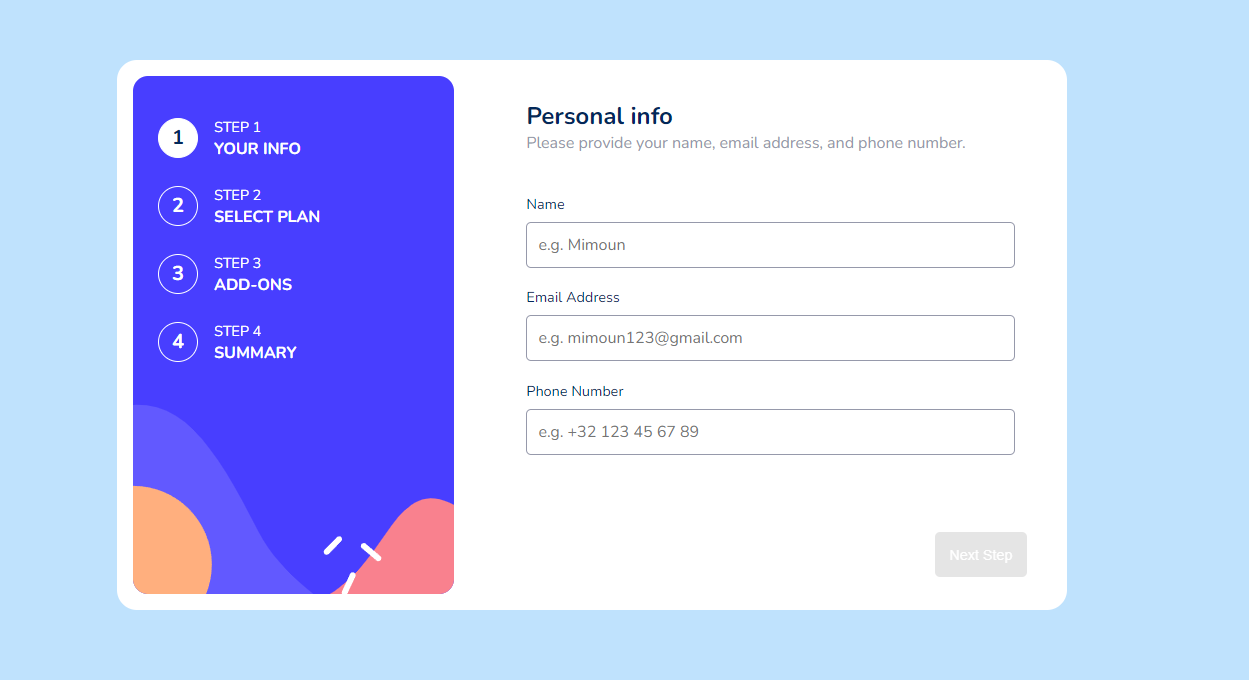 1
STEP 1
YOUR INFO
2
STEP 2
SELECT PLAN
3
STEP 3
ADD-ONS
4
STEP 4
SUMMARY
Personal info
Please provide your name, email address, and phone number.
Name
e.g. Mimoun
Email Address
e.g. mimoun123@gmail.com
Phone Number
e.g. +32 123 45 67 89
Next Step